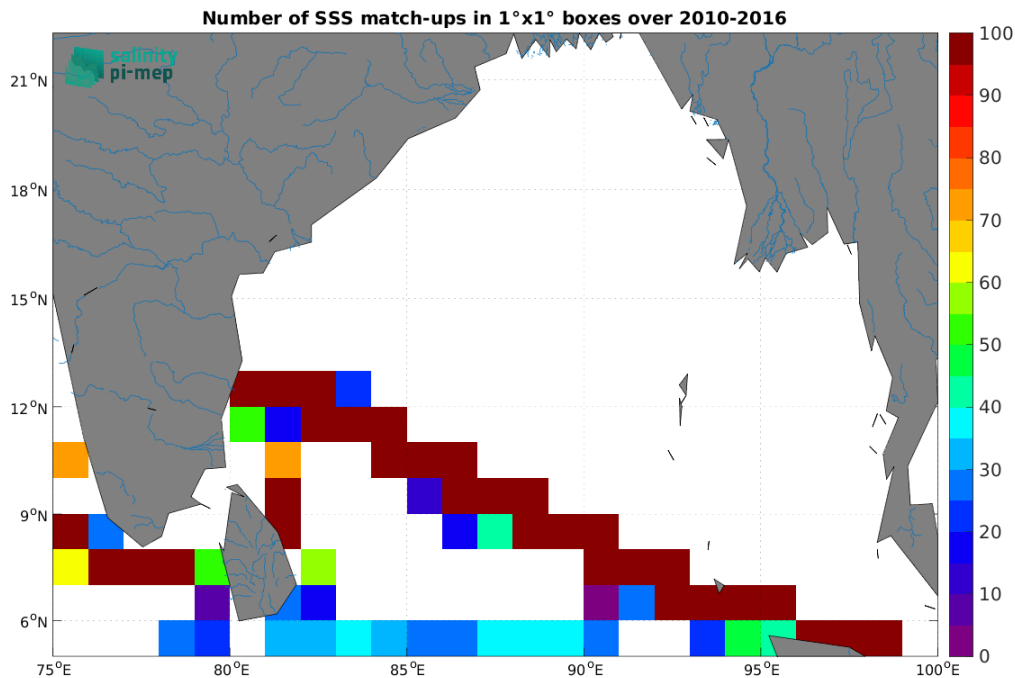 Number of SSS match-ups in 1°x1° boxes over 2010-2016
salinity
pi-mep
21°N
18°N
15°N
12°N
9°N
6°N
75°E 80°E 85°E 90°E 95°E 100°E
100
90
80
70
60
50
40
30
20
10
0